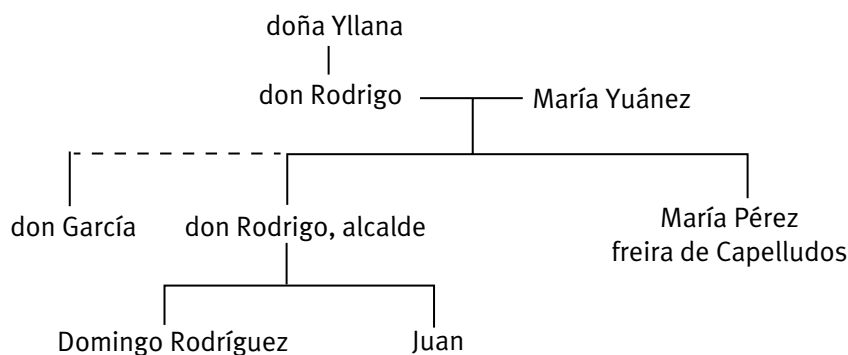 doña Yllana
don Rodrigo
María Yuánez
don García
don Rodrigo, alcalde
María Pérez
freira de Capelludos
Domingo Rodríguez
Juan